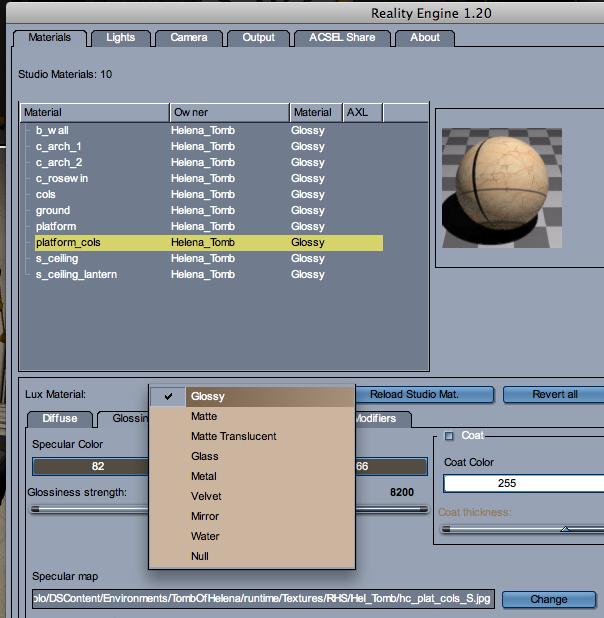 Reality Engine 1.20
Materials Lights Camera Output ACSEL Share About
Studio Materials: 10
Material Owner Material AXL
b_wall Helena_Tomb Glossy
c_arch_1 Helena_Tomb Glossy
c_arch_2 Helena_Tomb Glossy
c_rosewin Helena_Tomb Glossy
cols Helena_Tomb Glossy
ground Helena_Tomb Glossy
platform Helena_Tomb Glossy
platform_cols Helena_Tomb Glossy
s_ceiling Helena_Tomb Glossy
s_ceiling_lantern Helena_Tomb Glossy
Lux Material: Reload Studio Mat. Revert all
Glossy
Matte
Matte Translucent
Glass
Metal
Velvet
Mirror
Water
Null
Diffuse Glossin Modifiers
Coat
Specular Color
82 66
Coat Color
255
Glossiness strength: 8200
Coat thickness:
Specular map
olo/DSContent/Environments/TombOfHelena/runtime/Textures/RHS/Hel_Tomb/hc_plat_cols_S.jpg Change